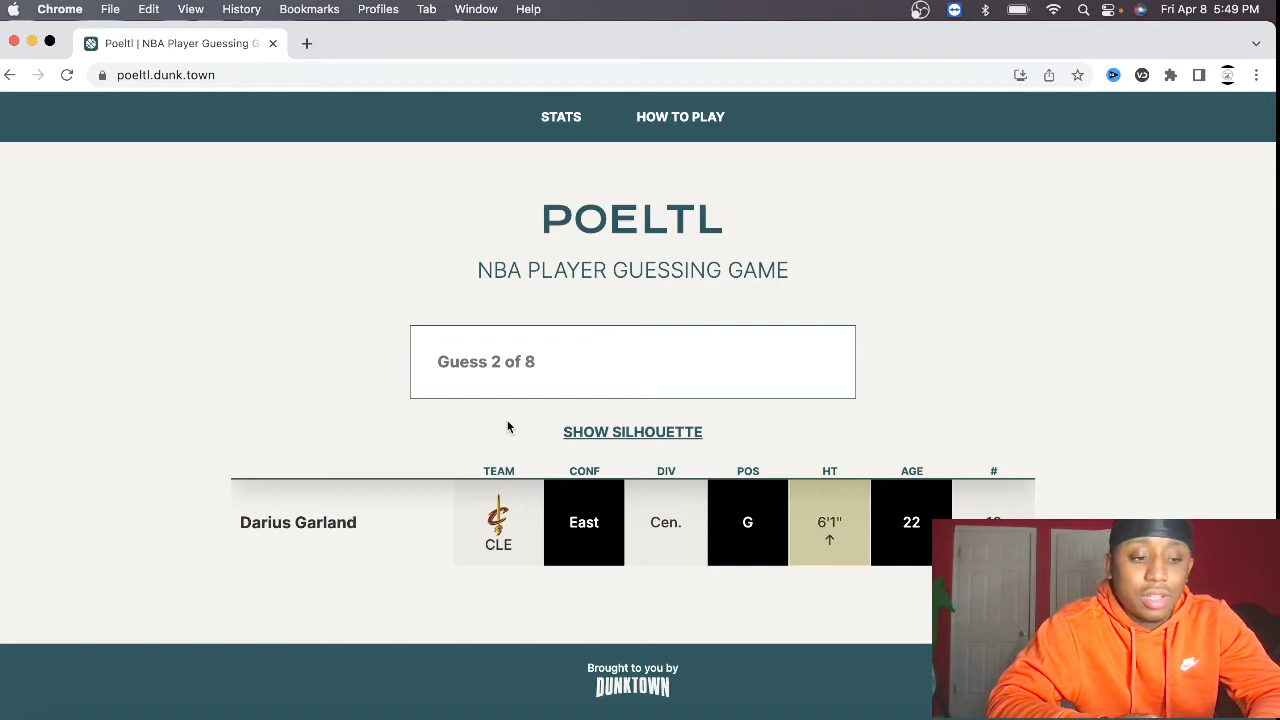 Chrome File Edit View History Bookmarks Profiles Tab Window Help Fri Apr 8 5:49 PM
Poeltl | NBA Player Guessing G
poeltl.dunk.town
STATS HOW TO PLAY
POELTL
NBA PLAYER GUESSING GAME
Guess 2 of 8
SHOW SILHOUETTE
TEAM CONF DIV POS HT AGE #
Darius Garland CLE East Cen. G 6'1" ↑ 22
Brought to you by
DUNKTOWN